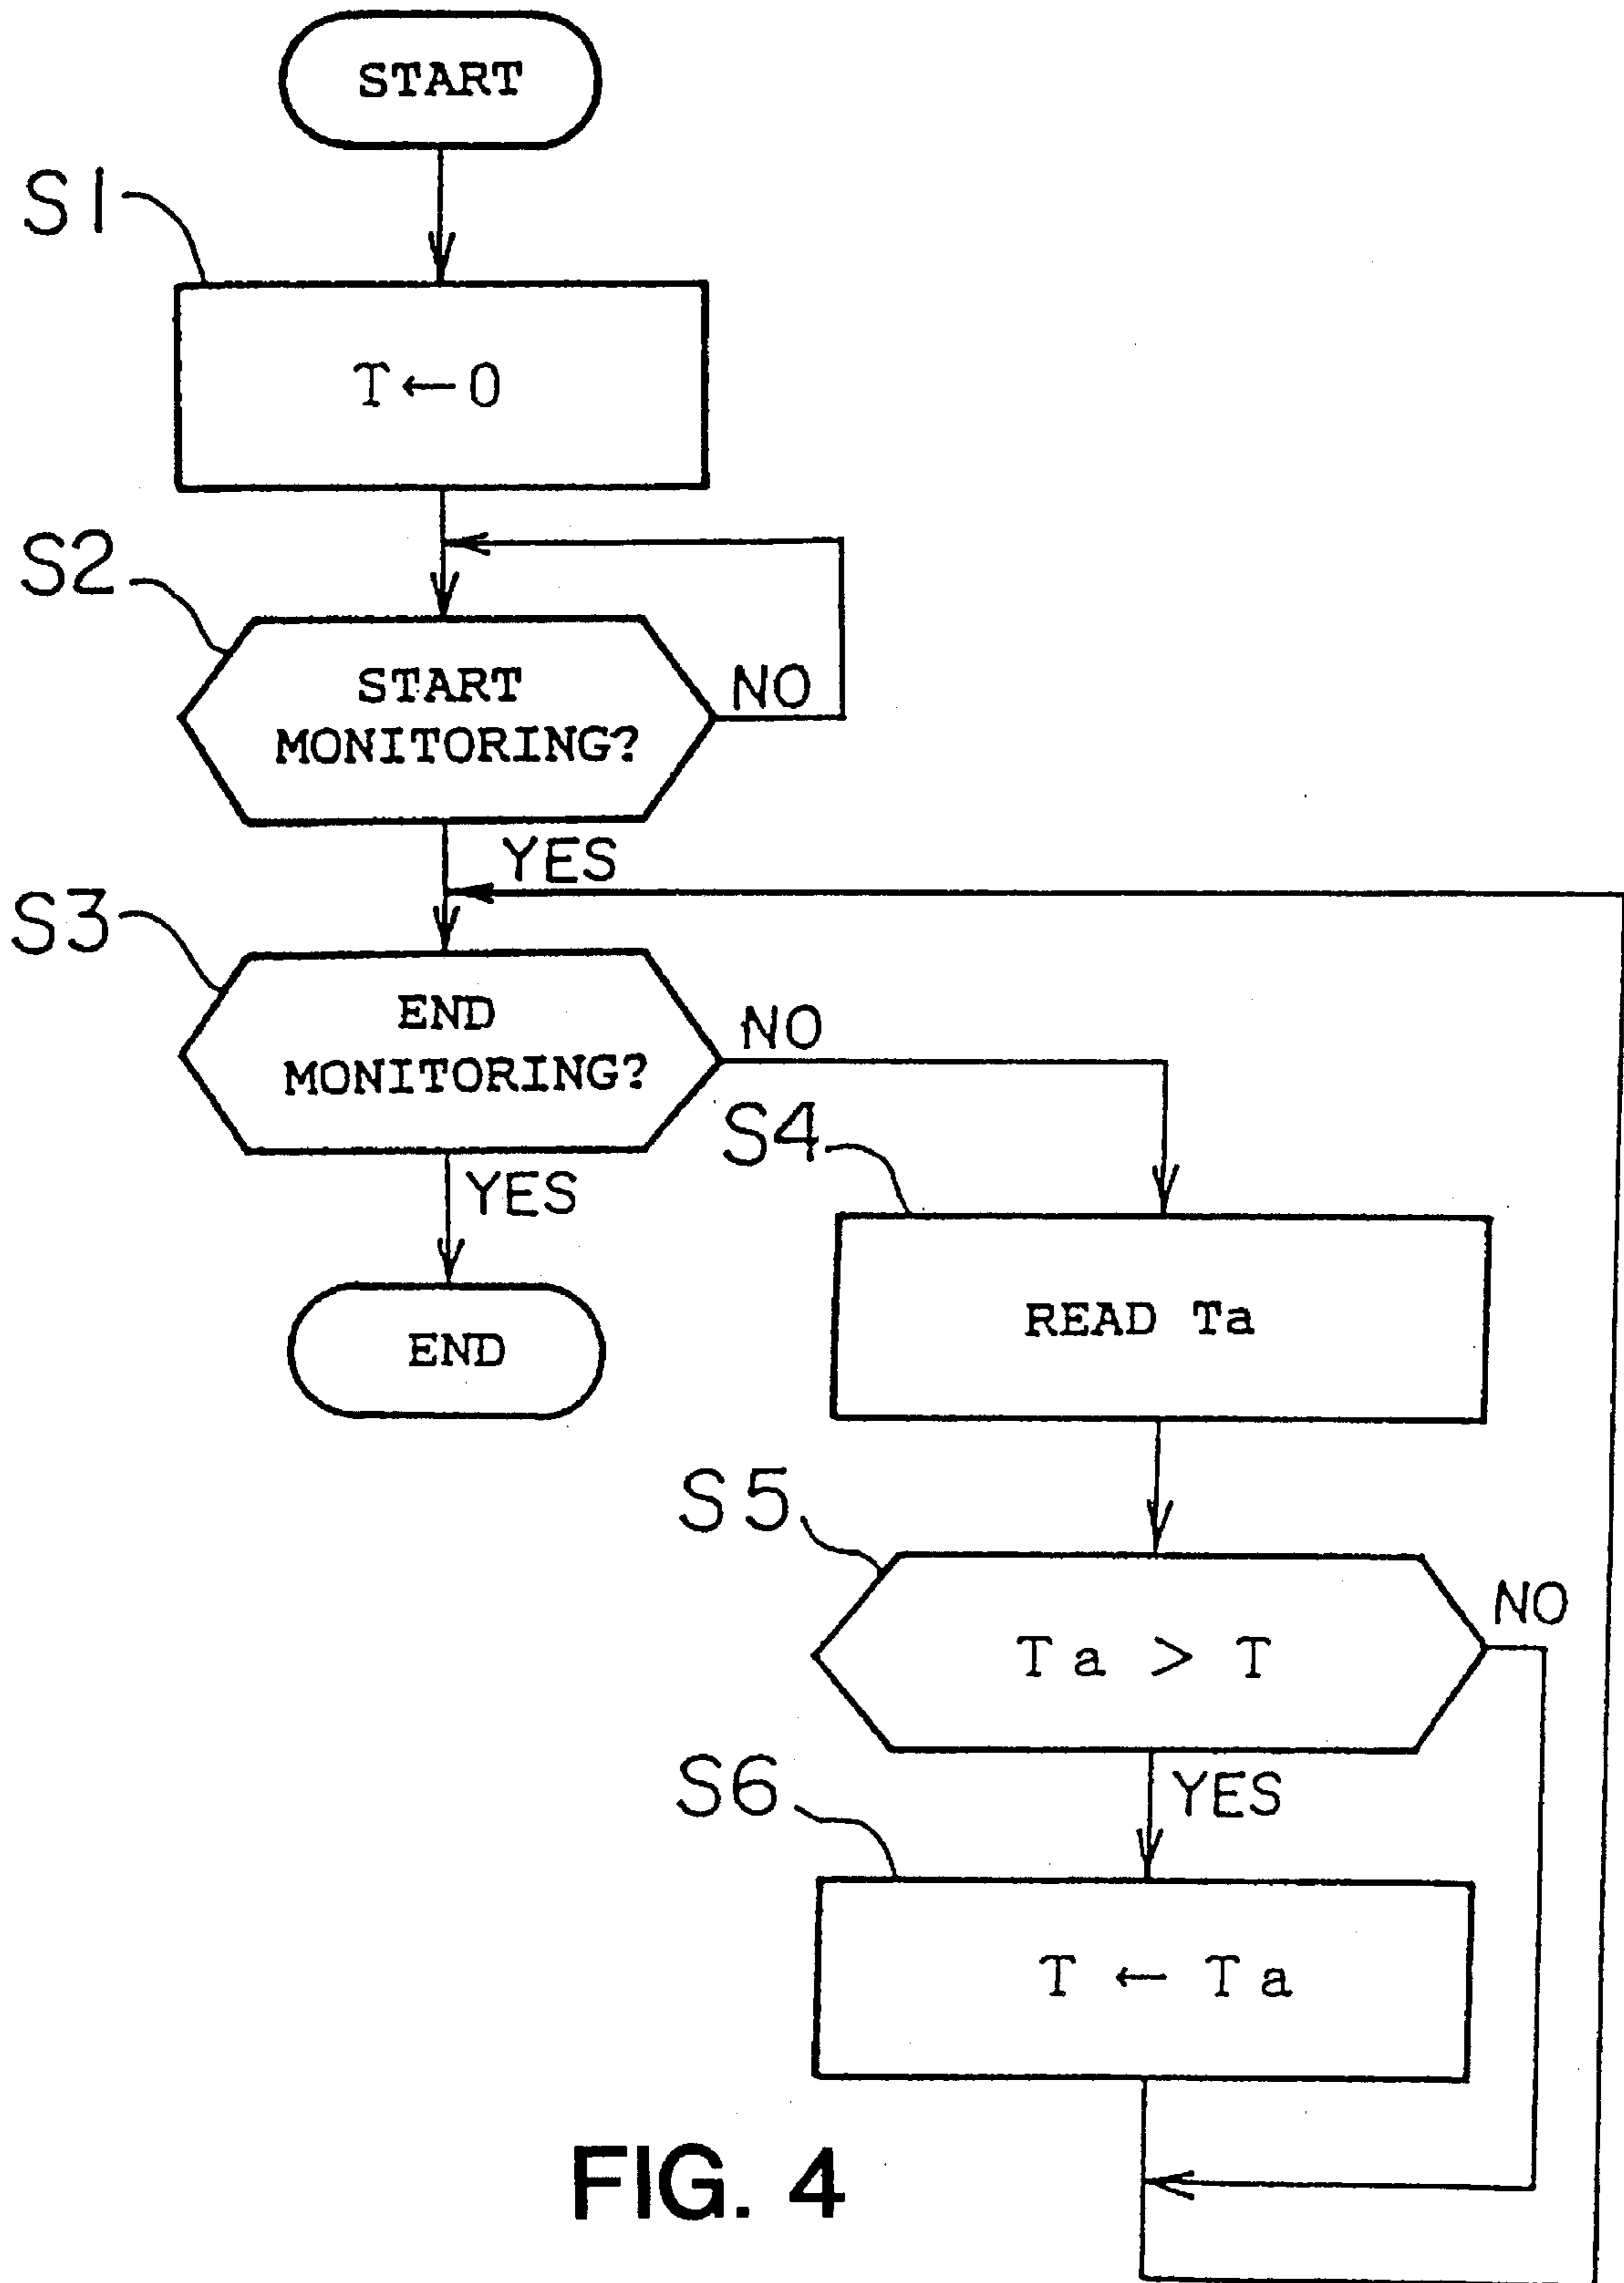 START
S1
T←0
S2
START
MONITORING?
NO
YES
S3
END
MONITORING?
NO
YES
END
S4
READ Ta
S5
Ta > T
NO
YES
S6
T ← Ta
FIG. 4